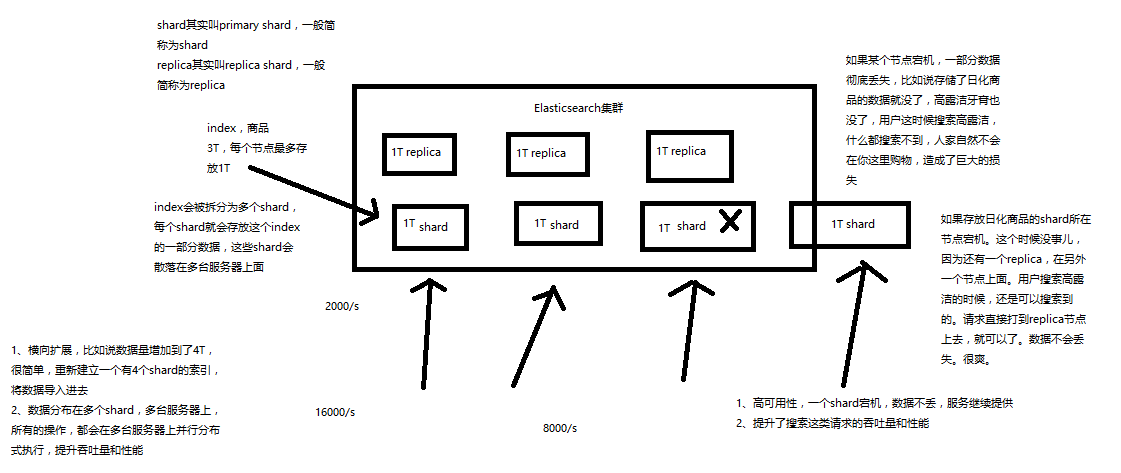 shard其实叫primary shard，一般简
称为shard
replica其实叫replica shard，一般
简称为replica
如果某个节点宕机，一部分数据
彻底丢失，比如说存储了日化商
品的数据就没了，高露洁牙膏也
没了，用户这时候搜索高露洁，
什么都搜索不到，人家自然不会
在你这里购物，造成了巨大的损
失
Elasticsearch集群
index，商品
3T，每个节点最多存
放1T
1T replica
1T replica
1T replica
index会被拆分为多个shard，
每个shard就会存放这个index
的一部分数据，这些shard会
散落在多台服务器上面
1T shard
1T shard
1T shard
1T shard
如果存放日化商品的shard所在
节点宕机。这个时候没事儿，
因为还有一个replica，在另外
一个节点上面。用户搜索高露
洁的时候，还是可以搜索到
的。请求直接打到replica节点
上去，就可以了。数据不会丢
失。很爽。
2000/s
1、横向扩展，比如说数据量增加到了4T，
很简单，重新建立一个有4个shard的索引，
将数据导入进去
2、数据分布在多个shard，多台服务器上，
所有的操作，都会在多台服务器上并行分布
式执行，提升吞吐量和性能
16000/s
8000/s
1、高可用性，一个shard宕机，数据不丢，服务继续提供
2、提升了搜索这类请求的吞吐量和性能